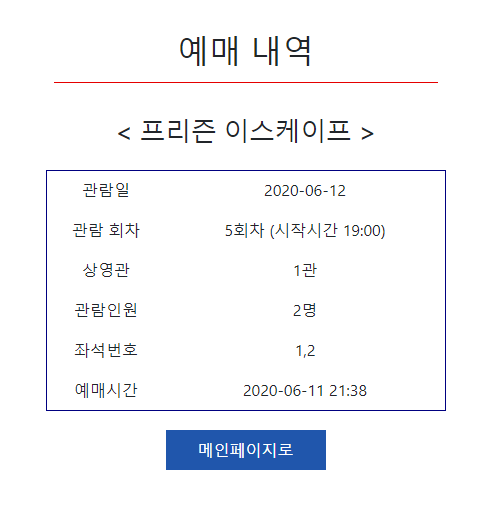 예매 내역
< 프리즌 이스케이프 >
관람일 2020-06-12
관람 회차 5회차 (시작시간 19:00)
상영관 1관
관람인원 2명
좌석번호 1,2
예매시간 2020-06-11 21:38
메인페이지로